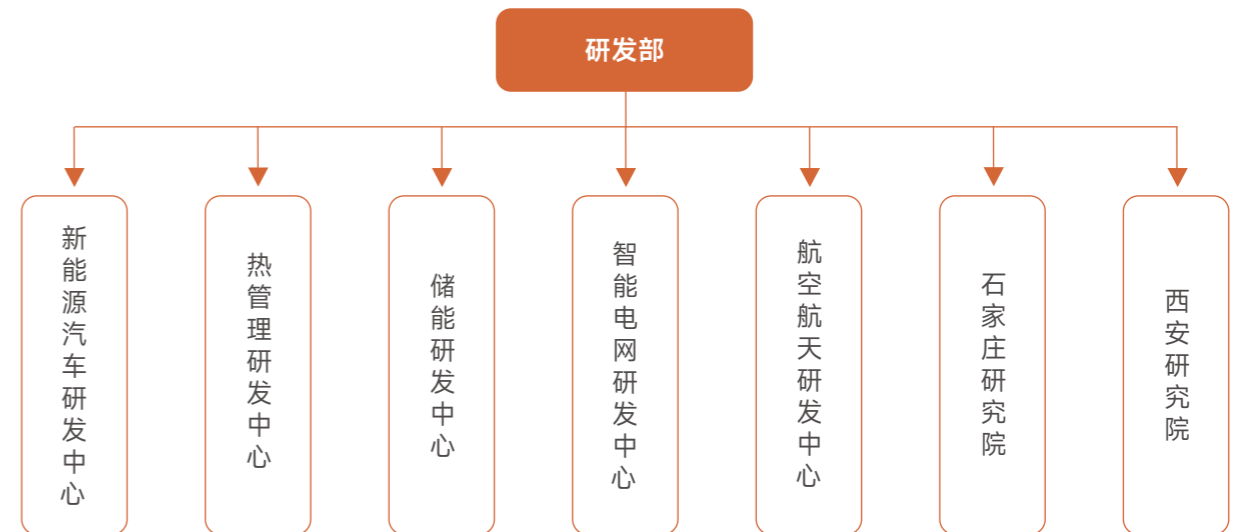 研发部
新能源汽车研发中心
热管理研发中心
储能研发中心
智能电网研发中心
航空航天研发中心
石家庄研究院
西安研究院